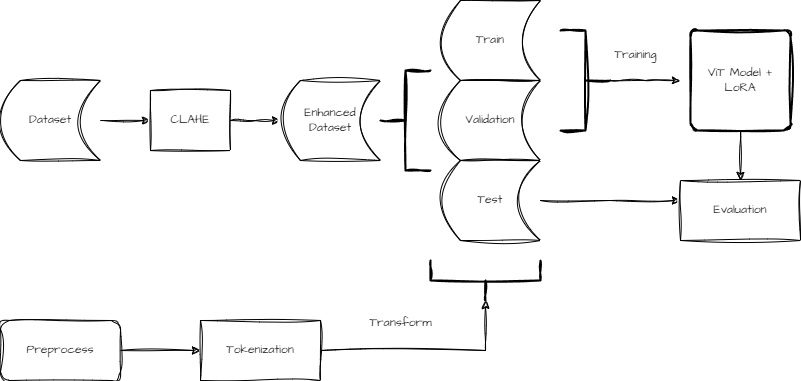 Train
Training
ViT Model +
LoRA
Dataset
CLAHE
Enhanced
Dataset
Validation
Test
Evaluation
Transform
Preprocess
Tokenization